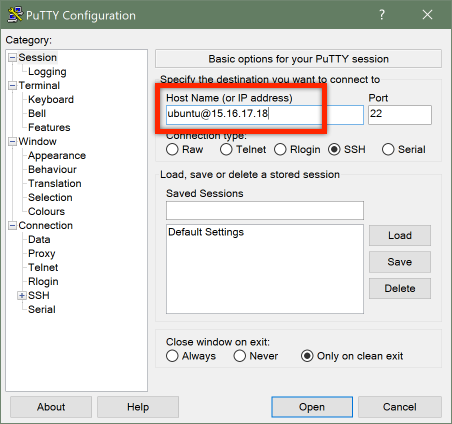 PuTTY Configuration
?
Category:
Session
Logging
Terminal
Keyboard
Bell
Features
Window
Appearance
Behaviour
Translation
Selection
Colours
Connection
Data
Proxy
Telnet
Rlogin
SSH
Serial
Basic options for your PuTTY session
Specify the destination you want to connect to
Host Name (or IP address) Port
ubuntu@15.16.17.18 22
Connection type:
Raw Telnet Rlogin SSH Serial
Load, save or delete a stored session
Saved Sessions
Default Settings
Load
Save
Delete
Close window on exit:
Always Never Only on clean exit
About Help Open Cancel